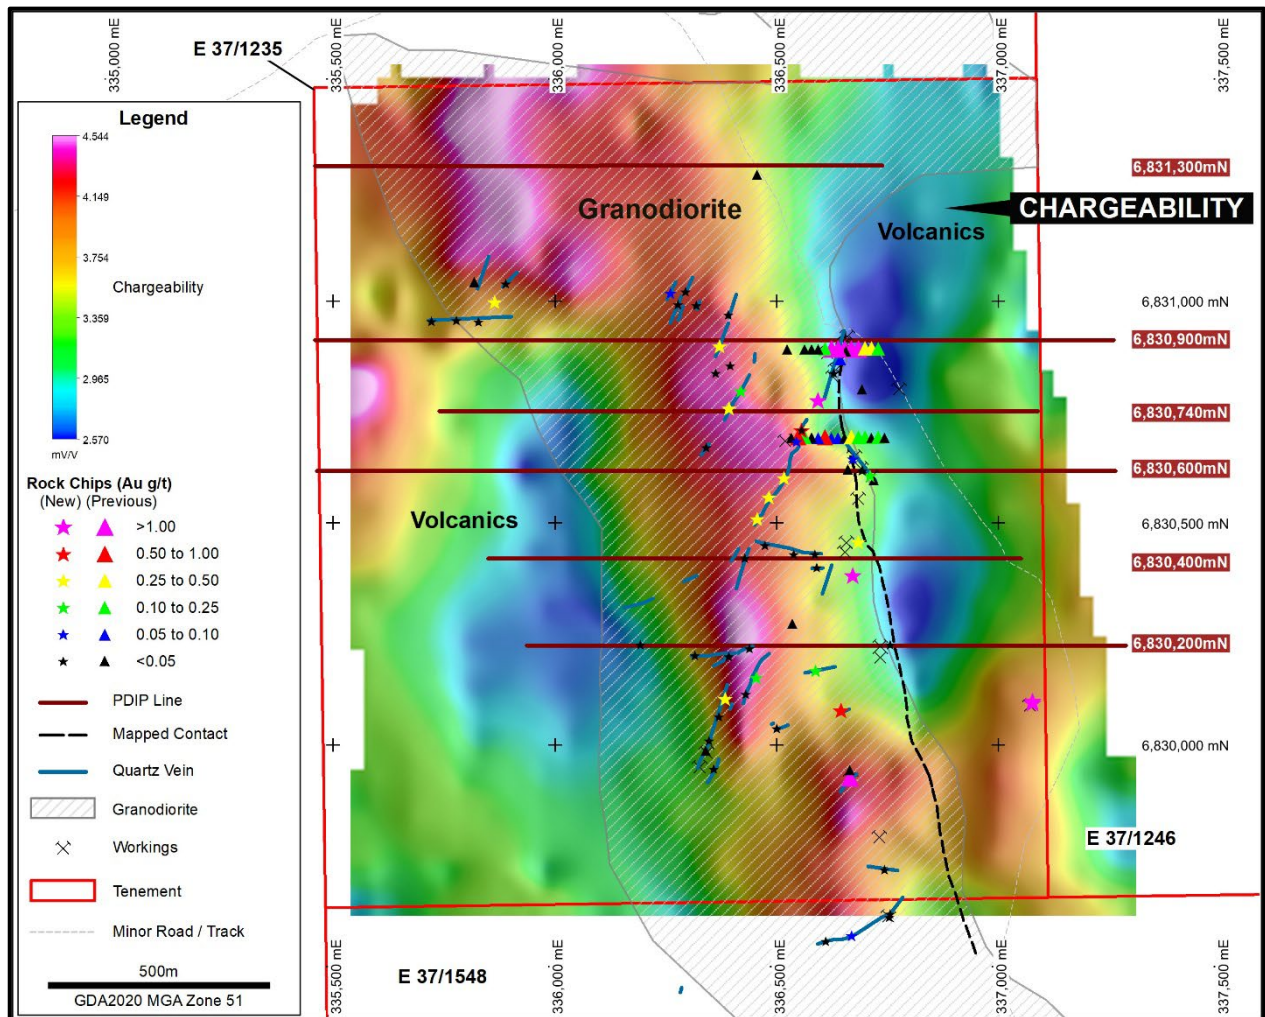 335,000 mE
335,500 mE
336,000 mE
336,500 mE
337,000 mE
337,500 mE
E 37/1235
Legend
4.544
4.149
3.754
3.359
2.965
2.570
mV/V
Chargeability
Rock Chips (Au g/t)
(New) (Previous)
>1.00
0.50 to 1.00
0.25 to 0.50
0.10 to 0.25
0.05 to 0.10
<0.05
PDIP Line
Mapped Contact
Quartz Vein
Granodiorite
Workings
Tenement
Minor Road / Track
500m
GDA2020 MGA Zone 51
Granodiorite
CHARGEABILITY
Volcanics
Volcanics
6,831,300mN
6,831,000 mN
6,830,900mN
6,830,740mN
6,830,600mN
6,830,500 mN
6,830,400mN
6,830,200mN
6,830,000 mN
E 37/1246
E 37/1548
335,500 mE
336,000 mE
336,500 mE
337,000 mE
337,500 mE